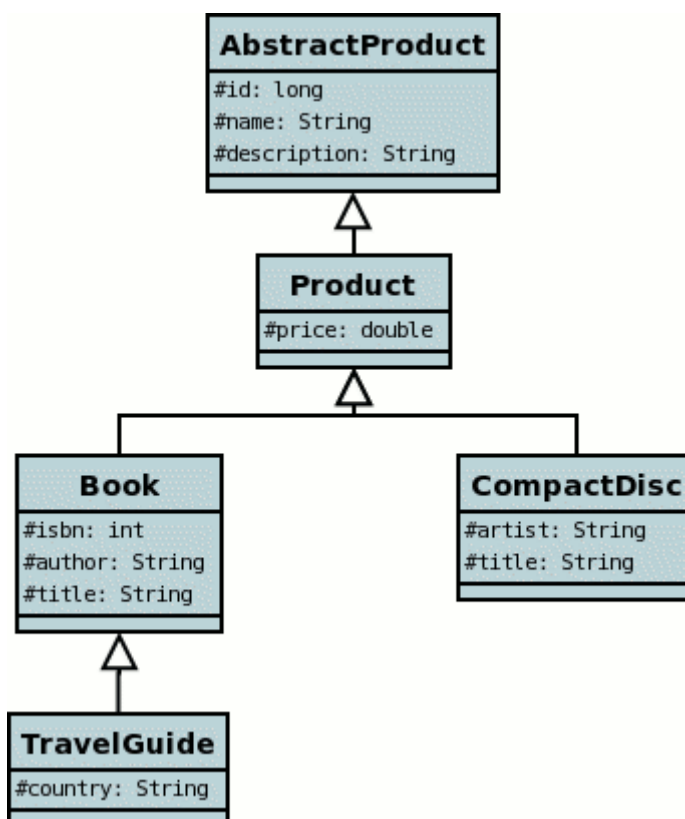 AbstractProduct
#id: long
#name: String
#description: String
Product
#price: double
Book
#isbn: int
#author: String
#title: String
CompactDisc
#artist: String
#title: String
TravelGuide
#country: String